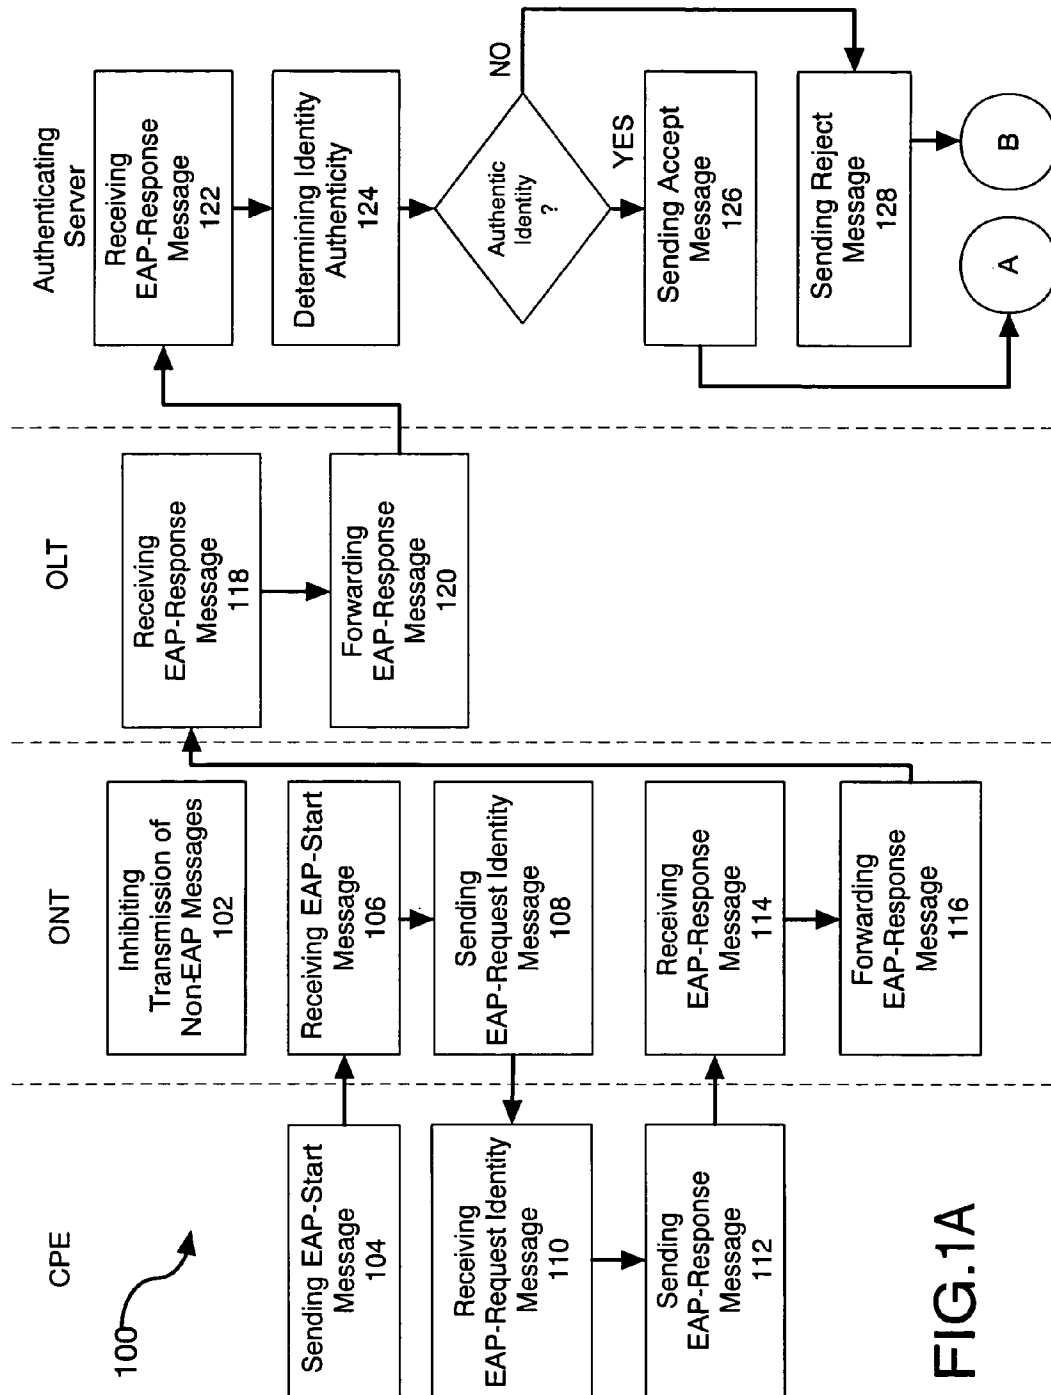 100
CPE
ONT
OLT
Authenticating
Server
Inhibiting
Transmission of
Non-EAP Messages
102
Sending EAP-Start
Message
104
Receiving EAP-Start
Message
106
Sending
EAP-Request Identity
Message
108
Receiving
EAP-Request Identity
Message
110
Sending
EAP-Response
Message
112
Receiving
EAP-Response
Message
114
Forwarding
EAP-Response
Message
116
Receiving
EAP-Response
Message
118
Forwarding
EAP-Response
Message
120
Receiving
EAP-Response
Message
122
Determining Identity
Authenticity
124
Authentic
Identity
?
NO
YES
Sending Accept
Message
126
Sending Reject
Message
128
A
B
FIG.1A